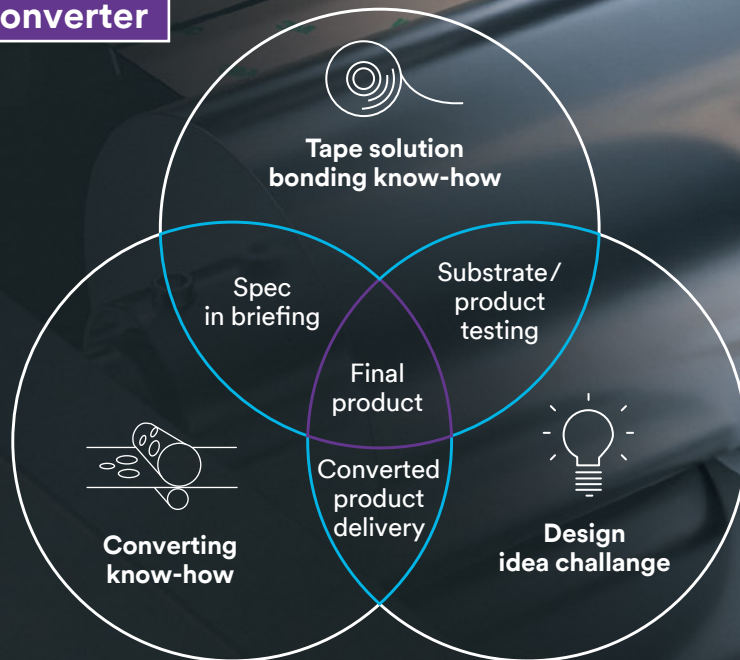 onverter
Tape solution
bonding know-how
Spec
in briefing
Substrate/
product
testing
Final
product
Converted
product
delivery
Converting
know-how
Design
idea challange